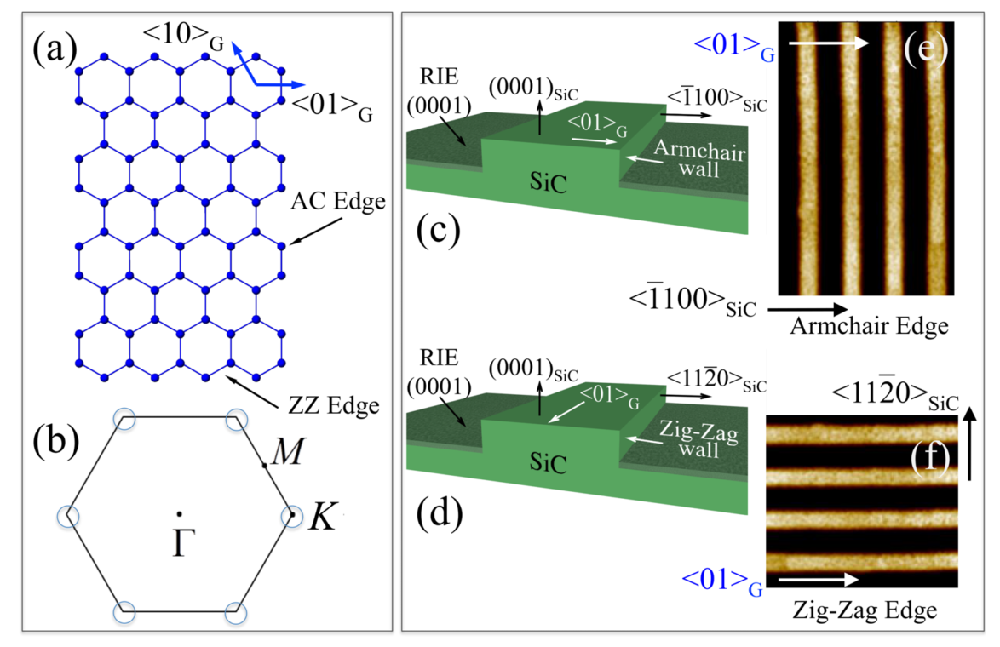 (a)
<10>G
<01>G
AC Edge
ZZ Edge
(b)
M
K
Γ
(c)
RIE
(0001)
(0001)SiC
<1̅100>SiC
<01>G
Armchair
wall
SiC
<01>G
(e)
<1̅100>SiC
Armchair Edge
(d)
RIE
(0001)
(0001)SiC
<112̅0>SiC
<01>G
Zig-Zag
wall
SiC
<112̅0>SiC
(f)
<01>G
Zig-Zag Edge